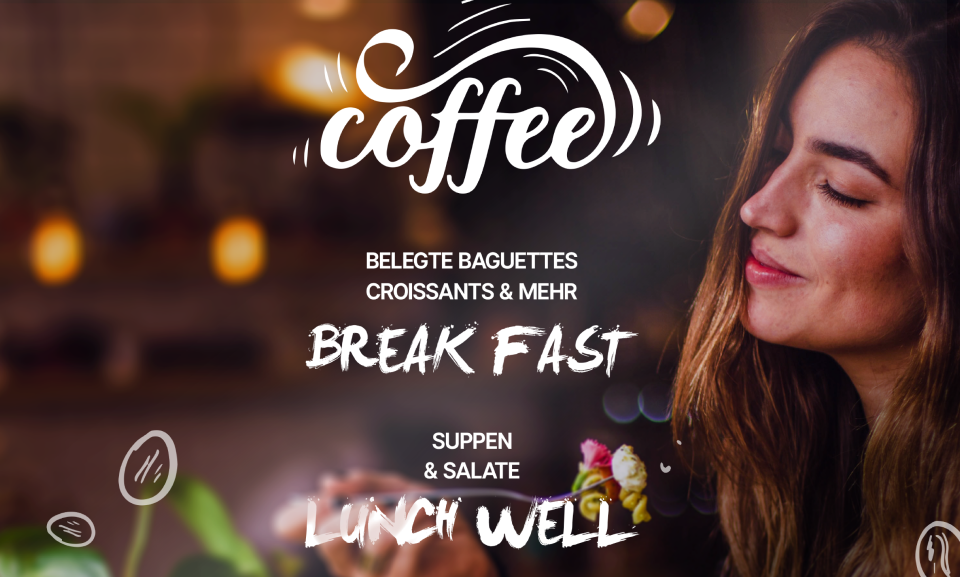 coffee
BELEGTE BAGUETTES
CROISSANTS & MEHR
BREAK FAST
SUPPEN
& SALATE
LUNCH WELL